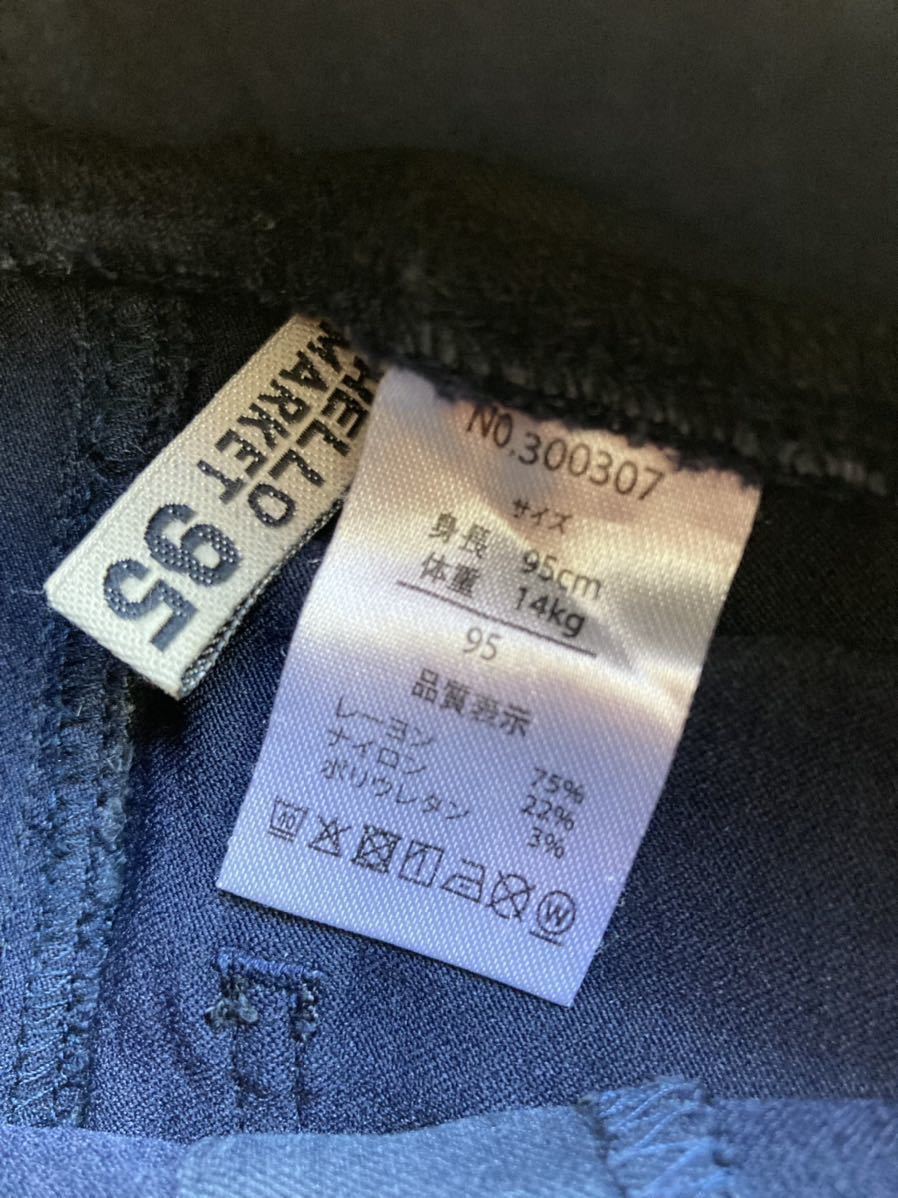 HELLO
MARKET
95
NO.300307
サイズ
身長 95cm
体重 14kg
95
品質表示
レーヨン 75%
ナイロン 22%
ポリウレタン 3%
W